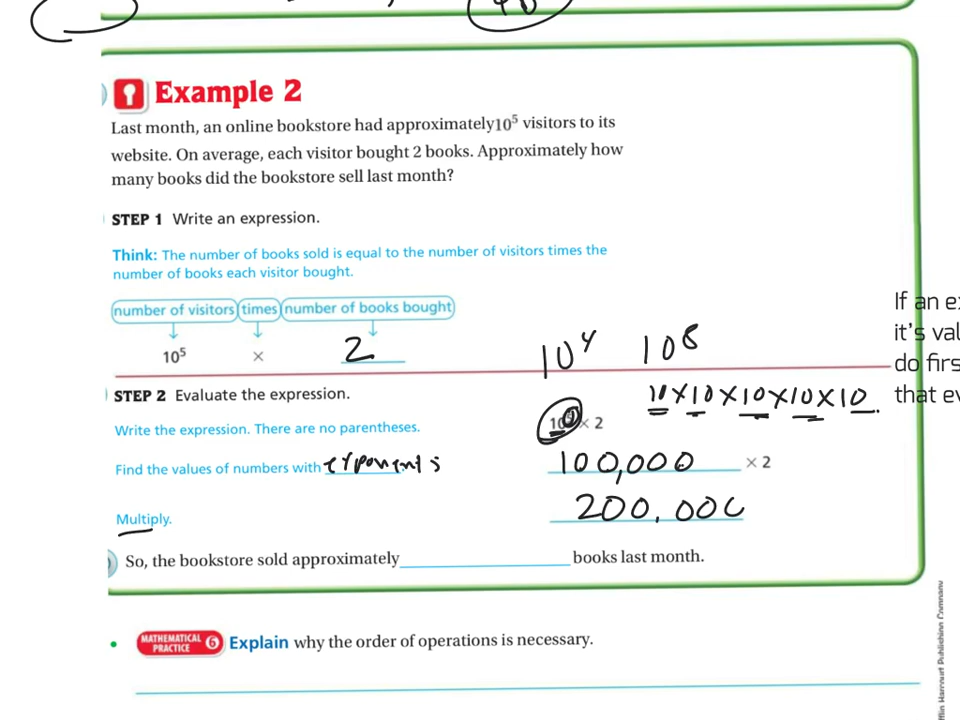 Example 2
Last month, an online bookstore had approximately 10⁵ visitors to its
website. On average, each visitor bought 2 books. Approximately how
many books did the bookstore sell last month?
STEP 1 Write an expression.
Think: The number of books sold is equal to the number of visitors times the
number of books each visitor bought.
number of visitors times number of books bought
10⁵ × 2
10⁴ 10⁸
STEP 2 Evaluate the expression.
10×10×10×10×10
Write the expression. There are no parentheses.
× 2
Find the values of numbers with exponents
100,000 × 2
Multiply.
200,000
So, the bookstore sold approximately books last month.
MATHEMATICAL PRACTICE 6 Explain why the order of operations is necessary.
If an
it's
do
that